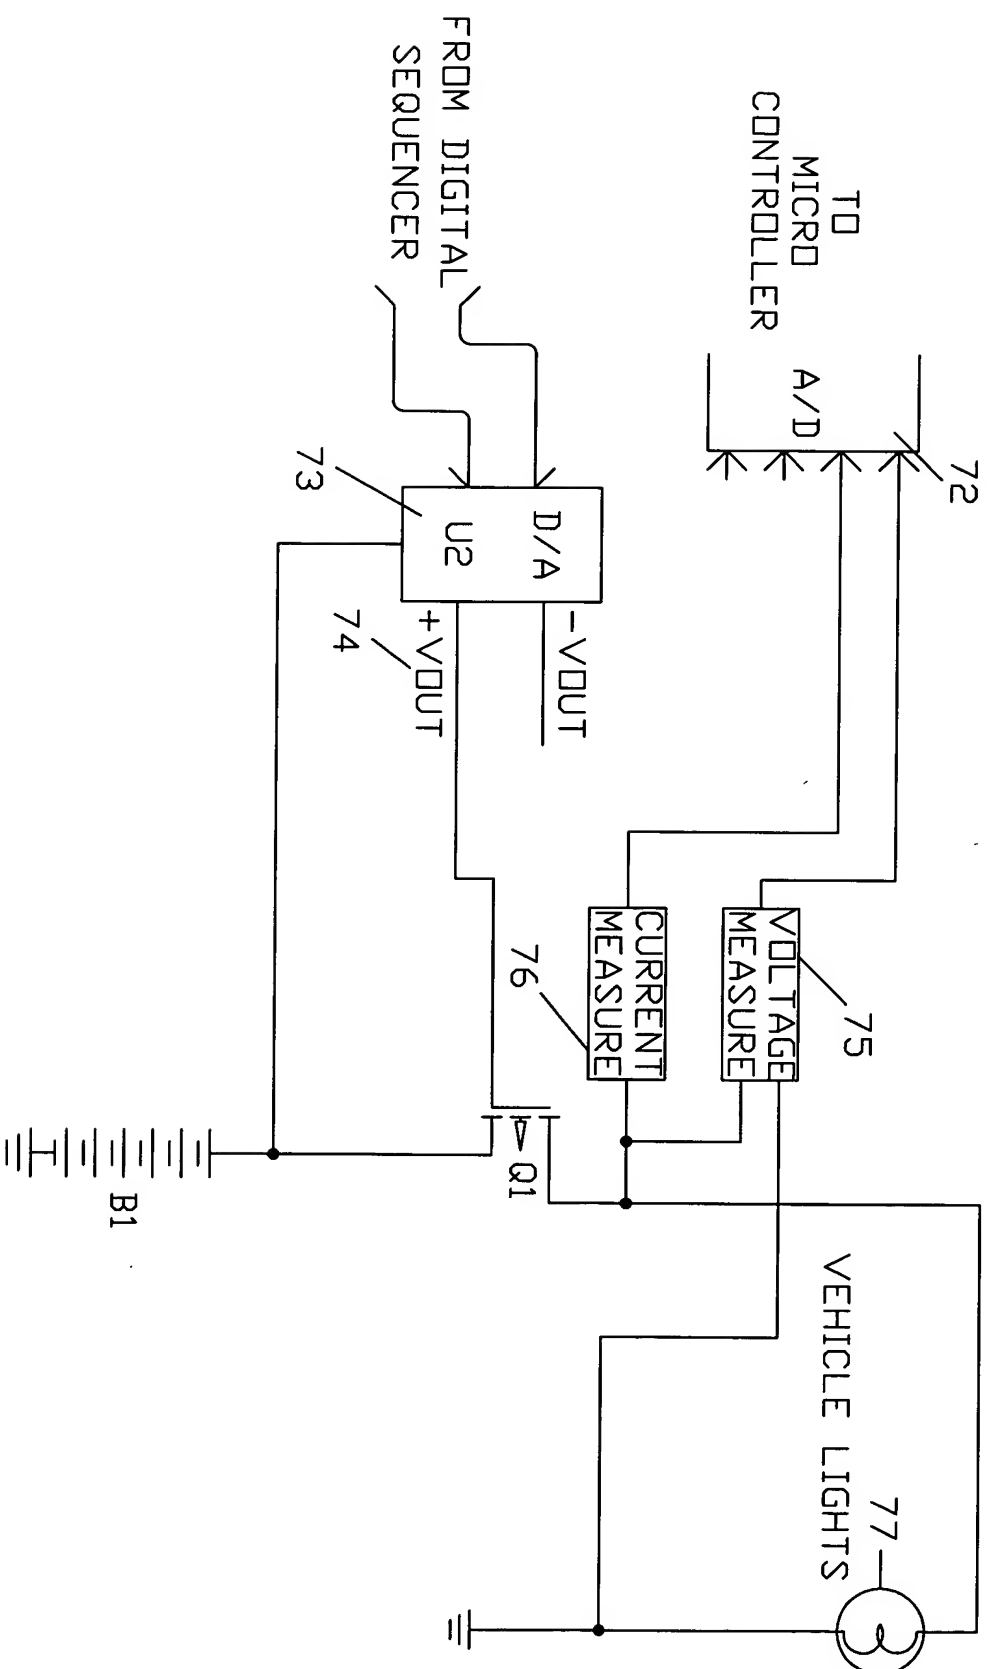 TO
MICRO
CONTROLLER
A/D
72
FROM DIGITAL
SEQUENCER
D/A
U2
73
-VOUT
+VOUT
74
VOLTAGE
MEASURE
75
CURRENT
MEASURE
76
Q1
B1
VEHICLE LIGHTS
77